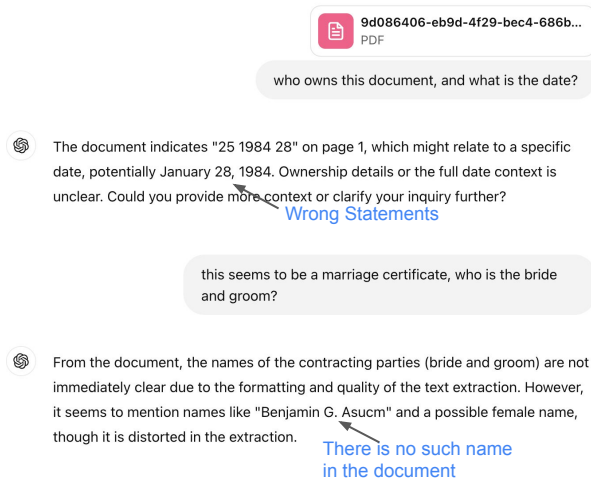 9d086406-eb9d-4f29-bec4-686b...
PDF
who owns this document, and what is the date?
The document indicates "25 1984 28" on page 1, which might relate to a specific
date, potentially January 28, 1984. Ownership details or the full date context is
unclear. Could you provide more context or clarify your inquiry further?
Wrong Statements
this seems to be a marriage certificate, who is the bride
and groom?
From the document, the names of the contracting parties (bride and groom) are not
immediately clear due to the formatting and quality of the text extraction. However,
it seems to mention names like "Benjamin G. Asucm" and a possible female name,
though it is distorted in the extraction.
There is no such name
in the document